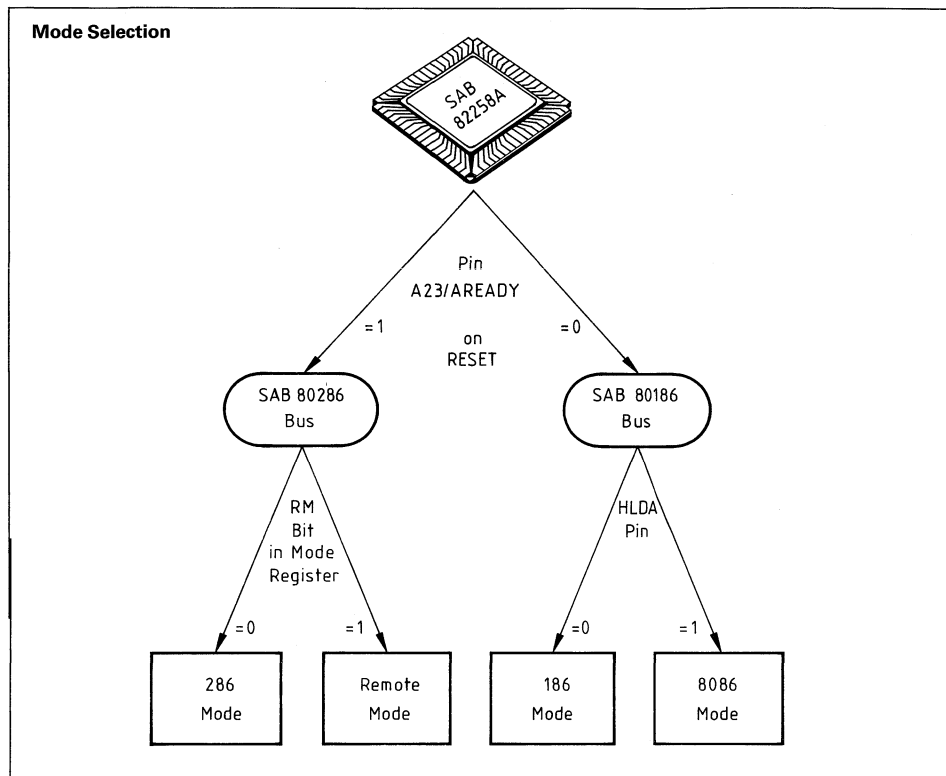 Mode Selection
SAB
82258A
Pin
A23/AREADY
=1
=0
on
RESET
SAB 80286
Bus
SAB 80186
Bus
RM
Bit
in Mode
Register
HLDA
Pin
=0
=1
=0
=1
286
Mode
Remote
Mode
186
Mode
8086
Mode